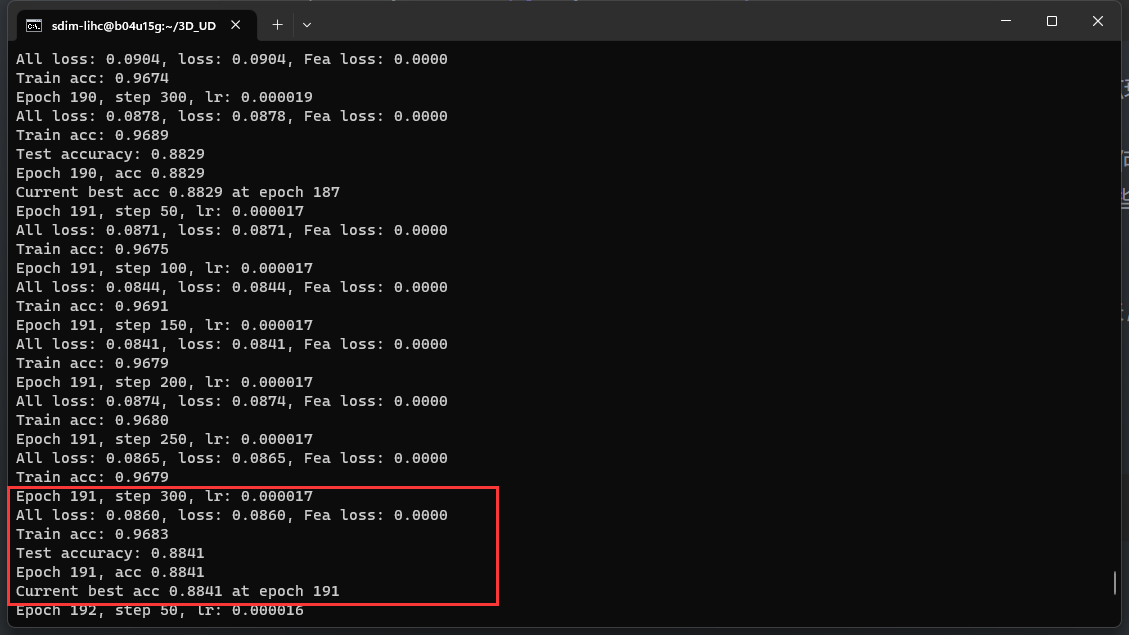 sdim-lihc@b04u15g:~/3D_UD
All loss: 0.0904, loss: 0.0904, Fea loss: 0.0000
Train acc: 0.9674
Epoch 190, step 300, lr: 0.000019
All loss: 0.0878, loss: 0.0878, Fea loss: 0.0000
Train acc: 0.9689
Test accuracy: 0.8829
Epoch 190, acc 0.8829
Current best acc 0.8829 at epoch 187
Epoch 191, step 50, lr: 0.000017
All loss: 0.0871, loss: 0.0871, Fea loss: 0.0000
Train acc: 0.9675
Epoch 191, step 100, lr: 0.000017
All loss: 0.0844, loss: 0.0844, Fea loss: 0.0000
Train acc: 0.9691
Epoch 191, step 150, lr: 0.000017
All loss: 0.0841, loss: 0.0841, Fea loss: 0.0000
Train acc: 0.9679
Epoch 191, step 200, lr: 0.000017
All loss: 0.0874, loss: 0.0874, Fea loss: 0.0000
Train acc: 0.9680
Epoch 191, step 250, lr: 0.000017
All loss: 0.0865, loss: 0.0865, Fea loss: 0.0000
Train acc: 0.9679
Epoch 191, step 300, lr: 0.000017
All loss: 0.0860, loss: 0.0860, Fea loss: 0.0000
Train acc: 0.9683
Test accuracy: 0.8841
Epoch 191, acc 0.8841
Current best acc 0.8841 at epoch 191
Epoch 192, step 50, lr: 0.000016